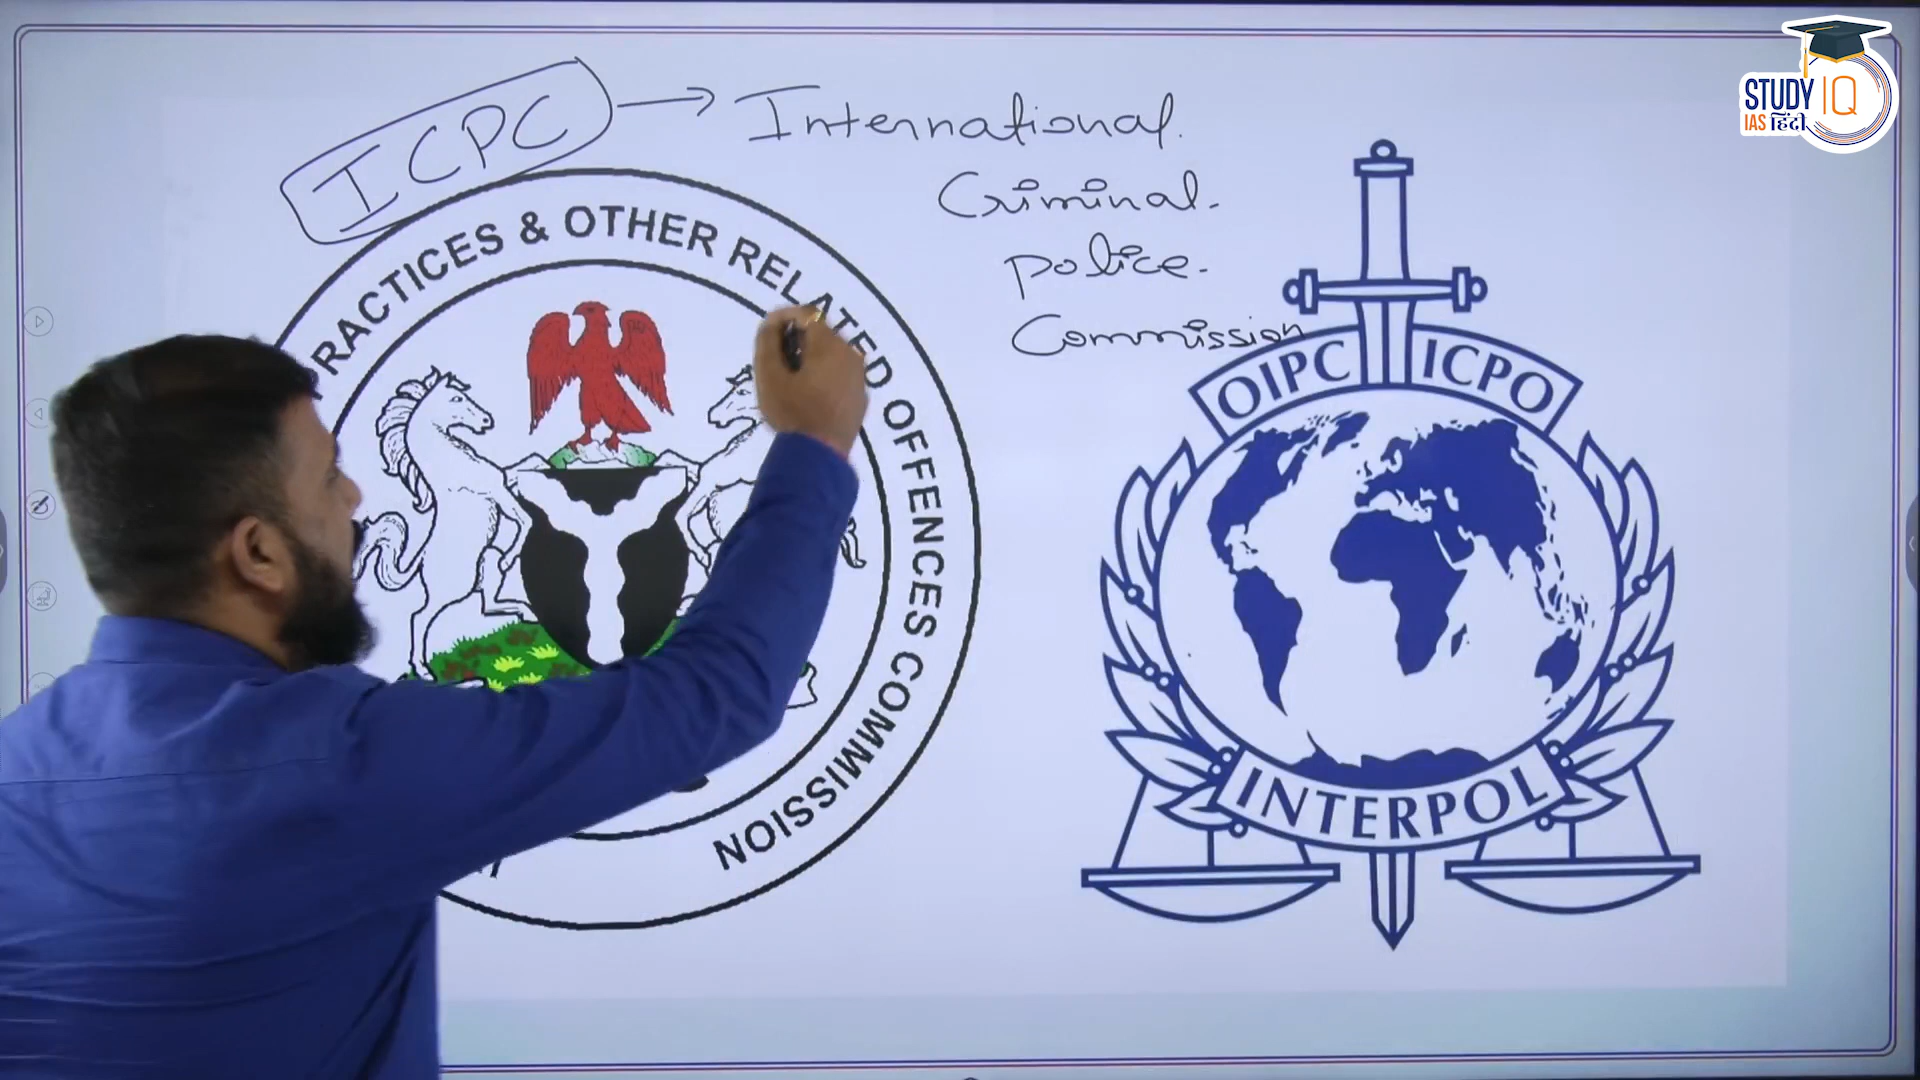 STUDY IQ
IAS हिंदी
ICPC → International
Criminal
Police
Commission
PRACTICES & OTHER RELATED OFFENCES COMMISSION
OIPC ICPO
INTERPOL